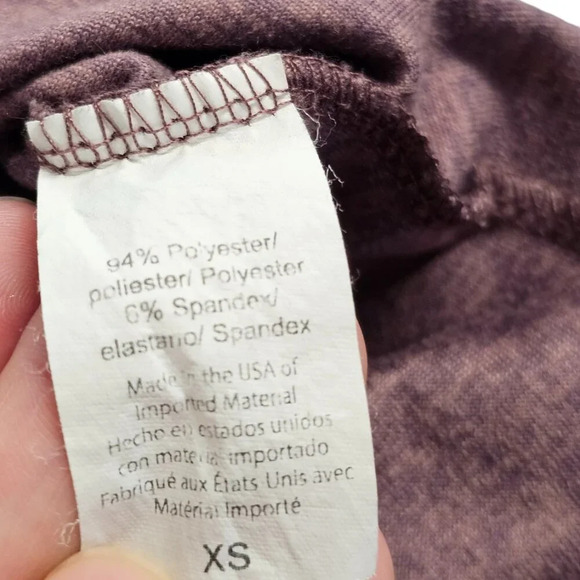 94% Polyester/
poliester/ Polyester
6% Spandex/
elastano/ Spandex
Made in the USA of
Imported Material
Hecho en estados unidos
con material importado
Fabriqué aux États Unis avec
Matérial Importé
XS